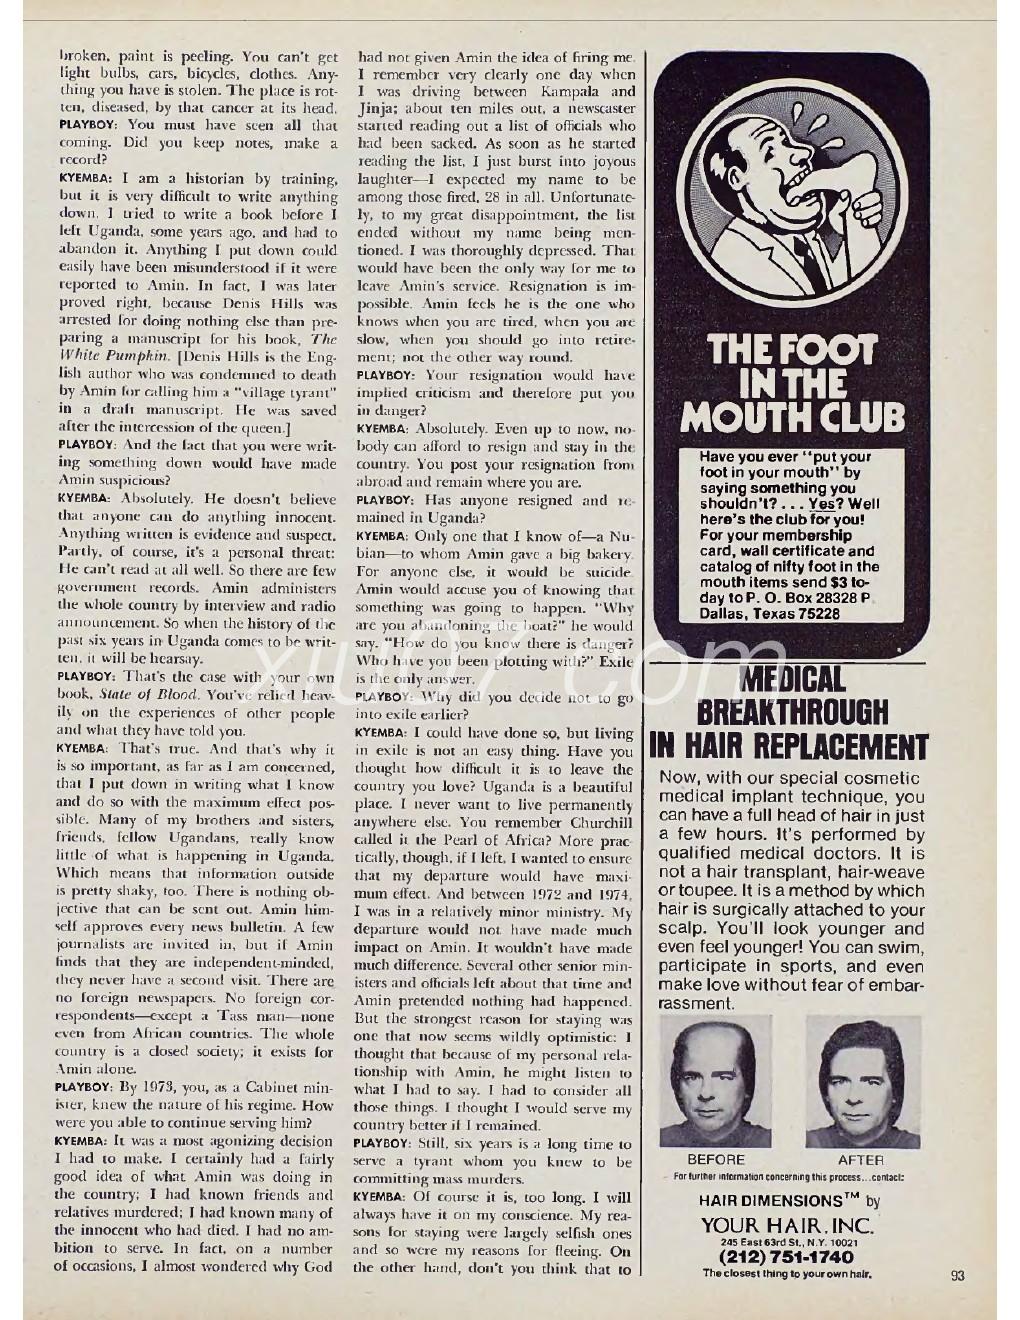 broken, paint is peeling. You can't get
light bulbs, cars, bicycles, clothes. Any-
thing you have is stolen. The place is rot-
ten, diseased, by that cancer at its head.
PLAYBOY: You must have seen all that
coming. Did you keep notes, make a
record?
KYEMBA: I am a historian by training,
but it is very difficult to write anything
down. I tried to write a book before I
left Uganda, some years ago, and had to
abandon it. Anything I put down could
easily have been misunderstood if it were
reported to Amin. In fact, I was later
proved right, because Denis Hills was
arrested for doing nothing else than pre-
paring a manuscript for his book, The
White Pumpkin. [Denis Hills is the Eng-
lish author who was condemned to death
by Amin for calling him a "village tyrant"
in a draft manuscript. He was saved
after the intercession of the queen.]
PLAYBOY: And the fact that you were writ-
ing something down would have made
Amin suspicious?
KYEMBA: Absolutely. He doesn't believe
that anyone can do anything innocent.
Anything written is evidence and suspect.
Partly, of course, it's a personal threat:
He can't read at all well. So there are few
government records. Amin administers
the whole country by interview and radio
announcement. So when the history of the
past six years in Uganda comes to be writ-
ten, it will be hearsay.
PLAYBOY: That's the case with your own
book, State of Blood. You've relied heav-
ily on the experiences of other people
and what they have told you.
KYEMBA: That's true. And that's why it
is so important, as far as I am concerned,
that I put down in writing what I know
and do so with the maximum effect pos-
sible. Many of my brothers and sisters,
friends, fellow Ugandans, really know
little of what is happening in Uganda.
Which means that information outside
is pretty shaky, too. There is nothing ob-
jective that can be sent out. Amin him-
self approves every news bulletin. A few
journalists are invited in, but if Amin
finds that they are independent-minded,
they never have a second visit. There are
no foreign newspapers. No foreign cor-
respondents—except a Tass man—none
even from African countries. The whole
country is a closed society; it exists for
Amin alone.
PLAYBOY: By 1973, you, as a Cabinet min-
ister, knew the nature of his regime. How
were you able to continue serving him?
KYEMBA: It was a most agonizing decision
I had to make. I certainly had a fairly
good idea of what Amin was doing in
the country; I had known friends and
relatives murdered; I had known many of
the innocent who had died. I had no am-
bition to serve. In fact, on a number
of occasions, I almost wondered why God
had not given Amin the idea of firing me.
I remember very clearly one day when
I was driving between Kampala and
Jinja; about ten miles out, a newscaster
started reading out a list of officials who
had been sacked. As soon as he started
reading the list, I just burst into joyous
laughter—I expected my name to be
among those fired, 28 in all. Unfortunate-
ly, to my great disappointment, the list
ended without my name being men-
tioned. I was thoroughly depressed. That
would have been the only way for me to
leave Amin's service. Resignation is im-
possible. Amin feels he is the one who
knows when you are tired, when you are
slow, when you should go into retire-
ment; not the other way round.
PLAYBOY: Your resignation would have
implied criticism and therefore put you
in danger?
KYEMBA: Absolutely. Even up to now, no-
body can afford to resign and stay in the
country. You post your resignation from
abroad and remain where you are.
PLAYBOY: Has anyone resigned and re-
mained in Uganda?
KYEMBA: Only one that I know of—a Nu-
bian—to whom Amin gave a big bakery.
For anyone else, it would be suicide.
Amin would accuse you of knowing that
something was going to happen. "Why
are you abandoning the boat?" he would
say. "How do you know there is danger?
Who have you been plotting with?" Exile
is the only answer.
PLAYBOY: Why did you decide not to go
into exile earlier?
KYEMBA: I could have done so, but living
in exile is not an easy thing. Have you
thought how difficult it is to leave the
country you love? Uganda is a beautiful
place. I never want to live permanently
anywhere else. You remember Churchill
called it the Pearl of Africa? More prac-
tically, though, if I left, I wanted to ensure
that my departure would have maxi-
mum effect. And between 1972 and 1974,
I was in a relatively minor ministry. My
departure would not have made much
impact on Amin. It wouldn't have made
much difference. Several other senior min-
isters and officials left about that time and
Amin pretended nothing had happened.
But the strongest reason for staying was
one that now seems wildly optimistic: I
thought that because of my personal rela-
tionship with Amin, he might listen to
what I had to say. I had to consider all
those things. I thought I would serve my
country better if I remained.
PLAYBOY: Still, six years is a long time to
serve a tyrant whom you knew to be
committing mass murders.
KYEMBA: Of course it is, too long. I will
always have it on my conscience. My rea-
sons for staying were largely selfish ones
and so were my reasons for fleeing. On
the other hand, don't you think that to
THE FOOT
IN THE
MOUTH CLUB
Have you ever "put your
foot in your mouth" by
saying something you
shouldn't? . . . Yes? Well
here's the club for you!
For your membership
card, wall certificate and
catalog of nifty foot in the
mouth items send $3 to-
day to P. O. Box 28328 P
Dallas, Texas 75228
MEDICAL
BREAKTHROUGH
IN HAIR REPLACEMENT
Now, with our special cosmetic
medical implant technique, you
can have a full head of hair in just
a few hours. It's performed by
qualified medical doctors. It is
not a hair transplant, hair-weave
or toupee. It is a method by which
hair is surgically attached to your
scalp. You'll look younger and
even feel younger! You can swim,
participate in sports, and even
make love without fear of embar-
rassment.
BEFORE AFTER
For further information concerning this process...contact:
HAIR DIMENSIONS™ by
YOUR HAIR, INC.
245 East 63rd St., N.Y. 10021
(212) 751-1740
The closest thing to your own hair.
93
xiu07.com